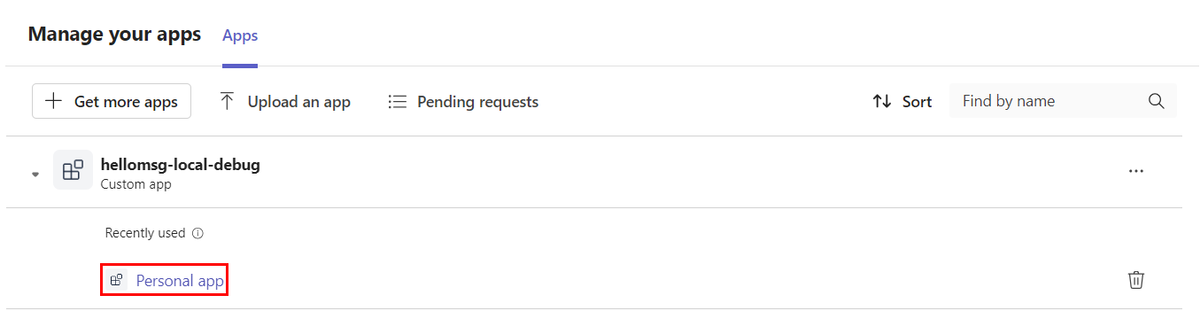 Manage your apps Apps
Get more apps Upload an app Pending requests Sort Find by name
hellomsg-local-debug
Custom app
Recently used
Personal app